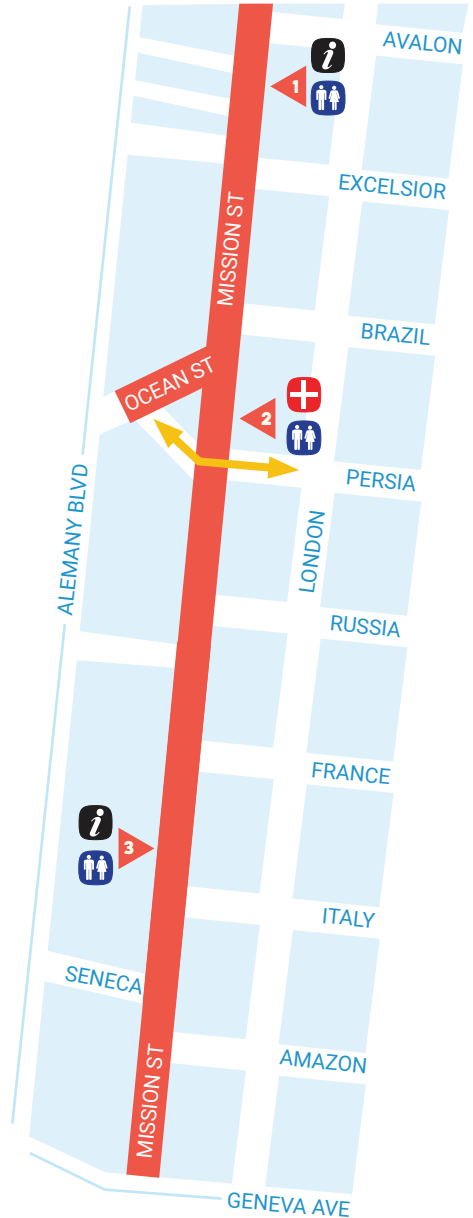 AVALON
i
1
EXCELSIOR
MISSION ST
BRAZIL
OCEAN ST
2
PERSIA
ALEMANY BLVD
LONDON
RUSSIA
FRANCE
i
3
ITALY
SENECA
AMAZON
MISSION ST
GENEVA AVE